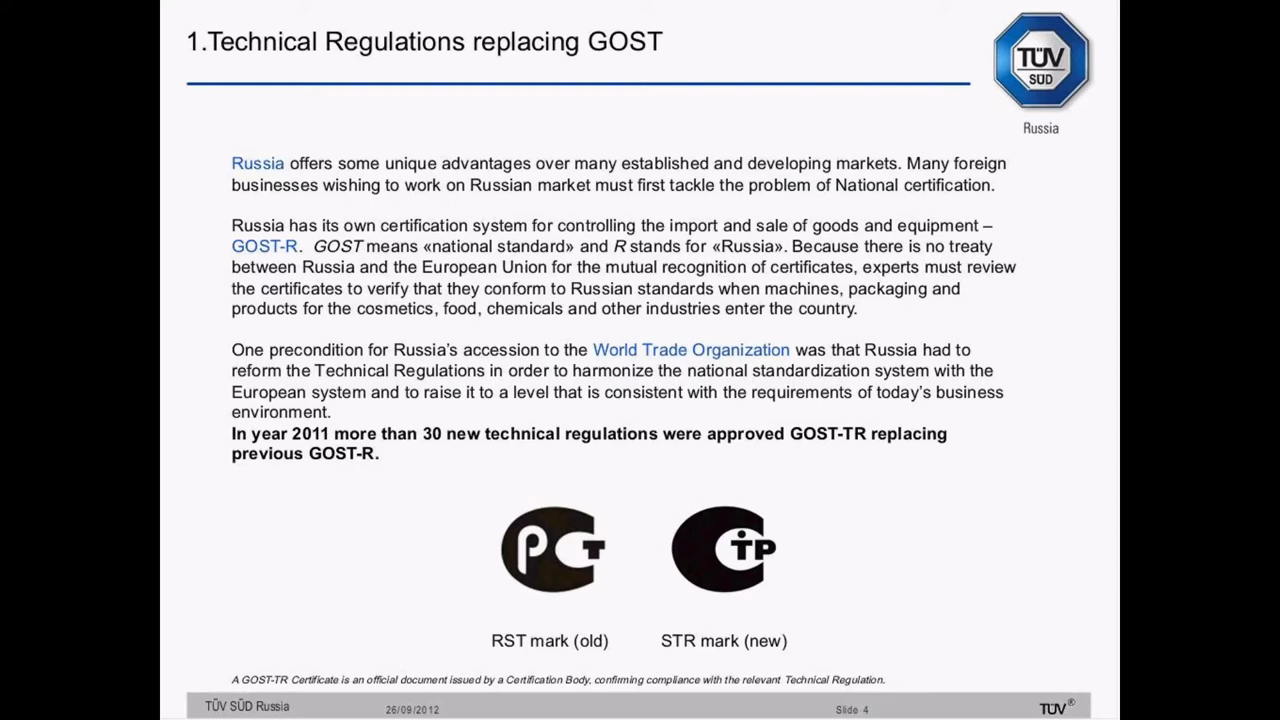 1.Technical Regulations replacing GOST
TÜV
SÜD
Russia
Russia offers some unique advantages over many established and developing markets. Many foreign
businesses wishing to work on Russian market must first tackle the problem of National certification.
Russia has its own certification system for controlling the import and sale of goods and equipment –
GOST-R. GOST means «national standard» and R stands for «Russia». Because there is no treaty
between Russia and the European Union for the mutual recognition of certificates, experts must review
the certificates to verify that they conform to Russian standards when machines, packaging and
products for the cosmetics, food, chemicals and other industries enter the country.
One precondition for Russia's accession to the World Trade Organization was that Russia had to
reform the Technical Regulations in order to harmonize the national standardization system with the
European system and to raise it to a level that is consistent with the requirements of today's business
environment.
In year 2011 more than 30 new technical regulations were approved GOST-TR replacing
previous GOST-R.
РСТ
СТР
RST mark (old)
STR mark (new)
A GOST-TR Certificate is an official document issued by a Certification Body, confirming compliance with the relevant Technical Regulation.
TÜV SÜD Russia
26/09/2012
Slide 4
TÜV®